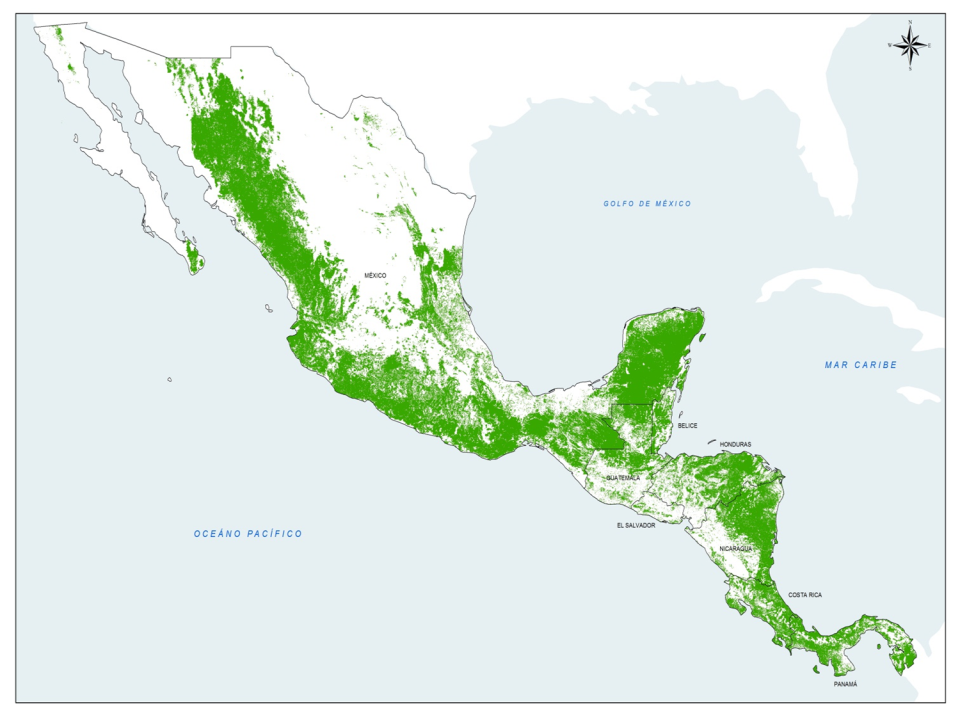 N
W
E
S
GOLFO DE MÉXICO
MÉXICO
MAR CARIBE
BELICE
HONDURAS
GUATEMALA
EL SALVADOR
OCEÁNO PACÍFICO
NICARAGUA
COSTA RICA
PANAMÁ